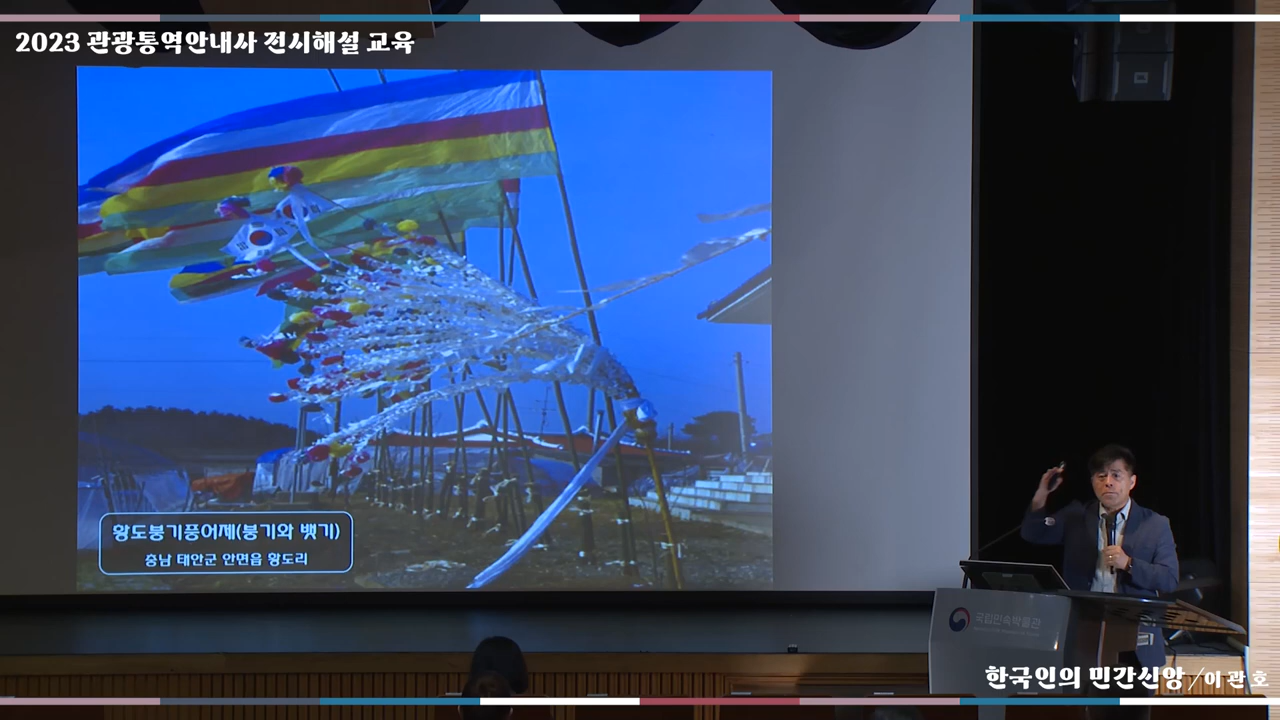 2023 관광통역안내사 전시해설 교육
황도붕기풍어제(붕기와 뱃기)
충남 태안군 안면읍 황도리
국립민속박물관
한국인의 민간신앙/이관호